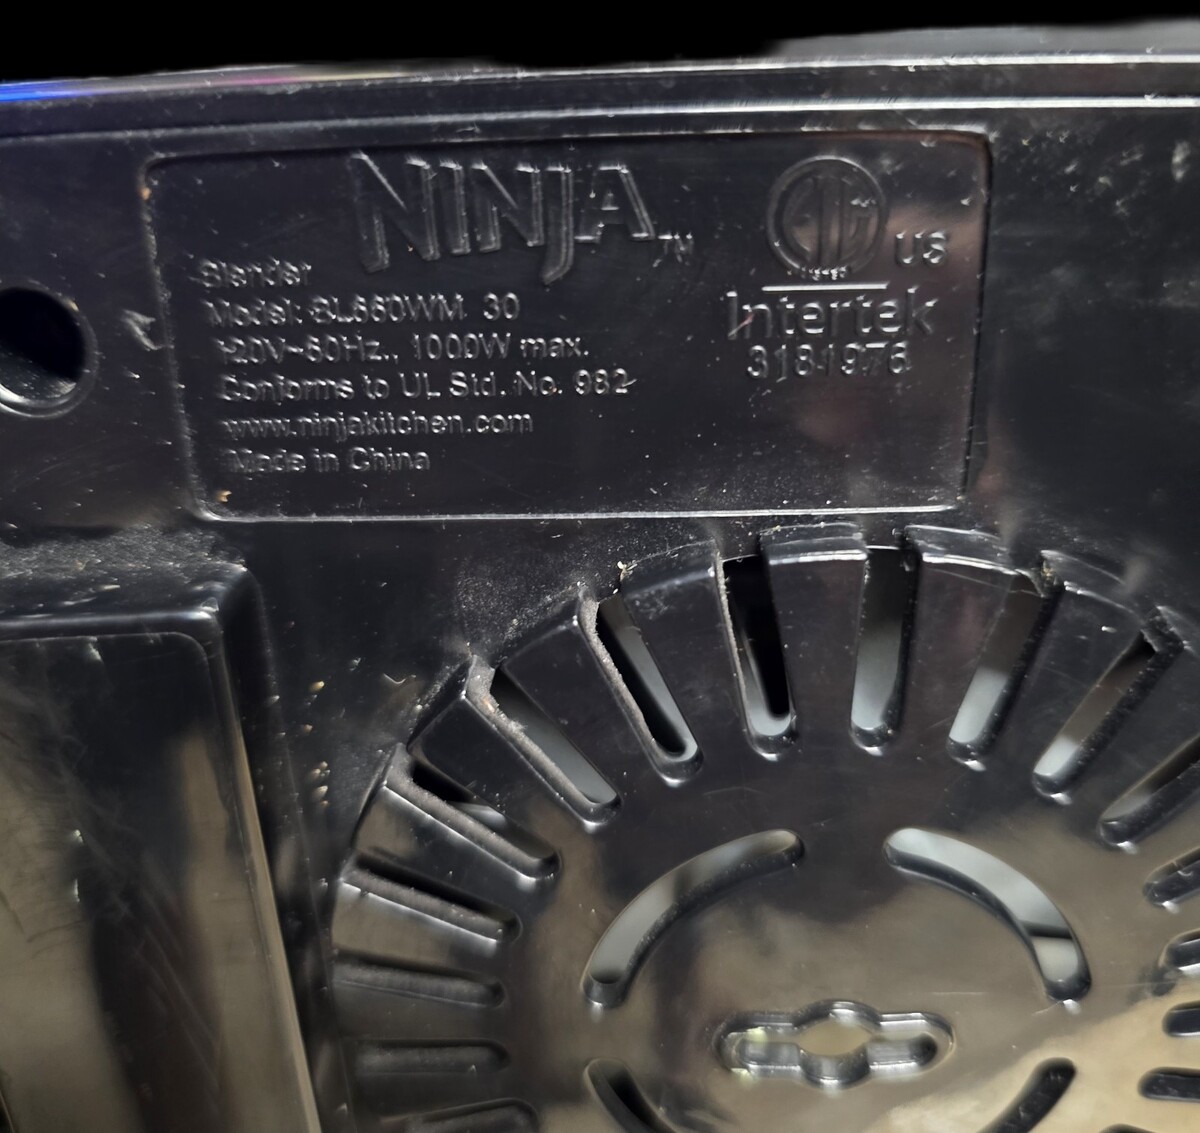 NINJA™
Blender
Model: BL660WM 30
120V~60Hz., 1000W max.
Conforms to UL Std. No. 982
www.ninjakitchen.com
Made in China
US
Intertek
3181976